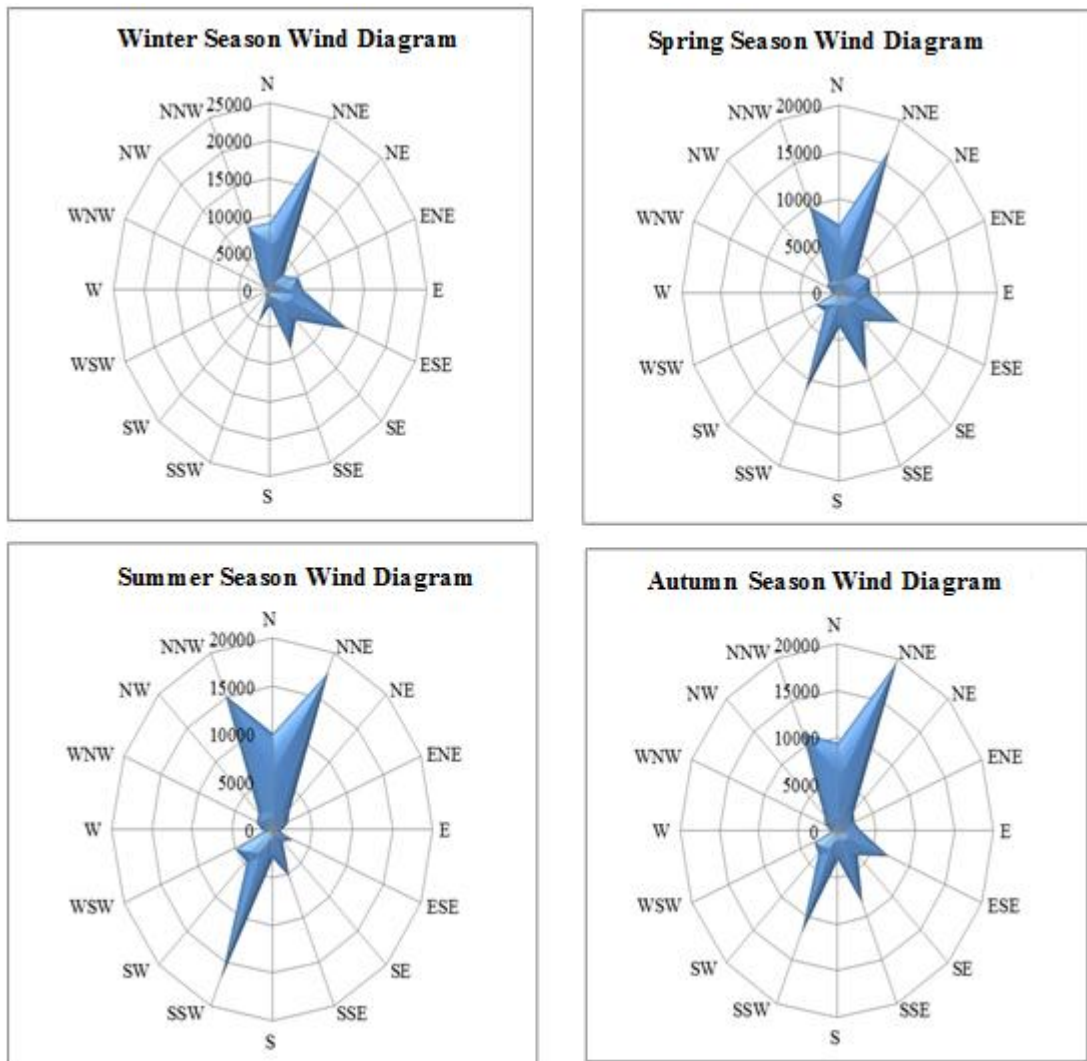 Winter Season Wind Diagram
N
NNE
NE
ENE
E
ESE
SE
SSE
S
SSW
SW
WSW
W
WNW
NW
NNW
25000
20000
15000
10000
5000
0
Spring Season Wind Diagram
N
NNE
NE
ENE
E
ESE
SE
SSE
S
SSW
SW
WSW
W
WNW
NW
NNW
20000
15000
10000
5000
0
Summer Season Wind Diagram
N
NNE
NE
ENE
E
ESE
SE
SSE
S
SSW
SW
WSW
W
WNW
NW
NNW
20000
15000
10000
5000
0
Autumn Season Wind Diagram
N
NNE
NE
ENE
E
ESE
SE
SSE
S
SSW
SW
WSW
W
WNW
NW
NNW
20000
15000
10000
5000
0